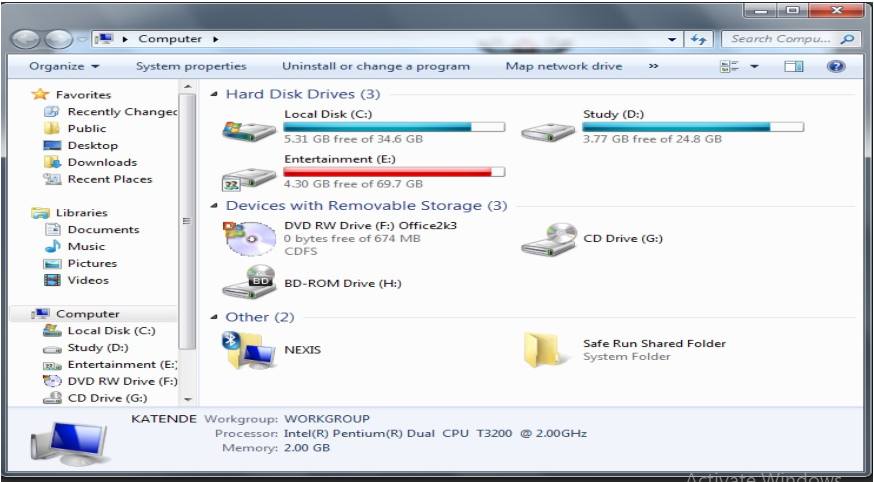 Computer
Search Compu...
Organize
System properties
Uninstall or change a program
Map network drive
»
Favorites
Recently Changed
Public
Desktop
Downloads
Recent Places
Libraries
Documents
Music
Pictures
Videos
Computer
Local Disk (C:)
Study (D:)
Entertainment (E:)
DVD RW Drive (F:)
CD Drive (G:)
Hard Disk Drives (3)
Local Disk (C:)
5.31 GB free of 34.6 GB
Study (D:)
3.77 GB free of 24.8 GB
Entertainment (E:)
4.30 GB free of 69.7 GB
Devices with Removable Storage (3)
DVD RW Drive (F:) Office2k3
0 bytes free of 674 MB
CDFS
CD Drive (G:)
BD
BD-ROM Drive (H:)
Other (2)
NEXIS
Safe Run Shared Folder
System Folder
KATENDE Workgroup: WORKGROUP
Processor: Intel(R) Pentium(R) Dual CPU T3200 @ 2.00GHz
Memory: 2.00 GB
Activate Windows